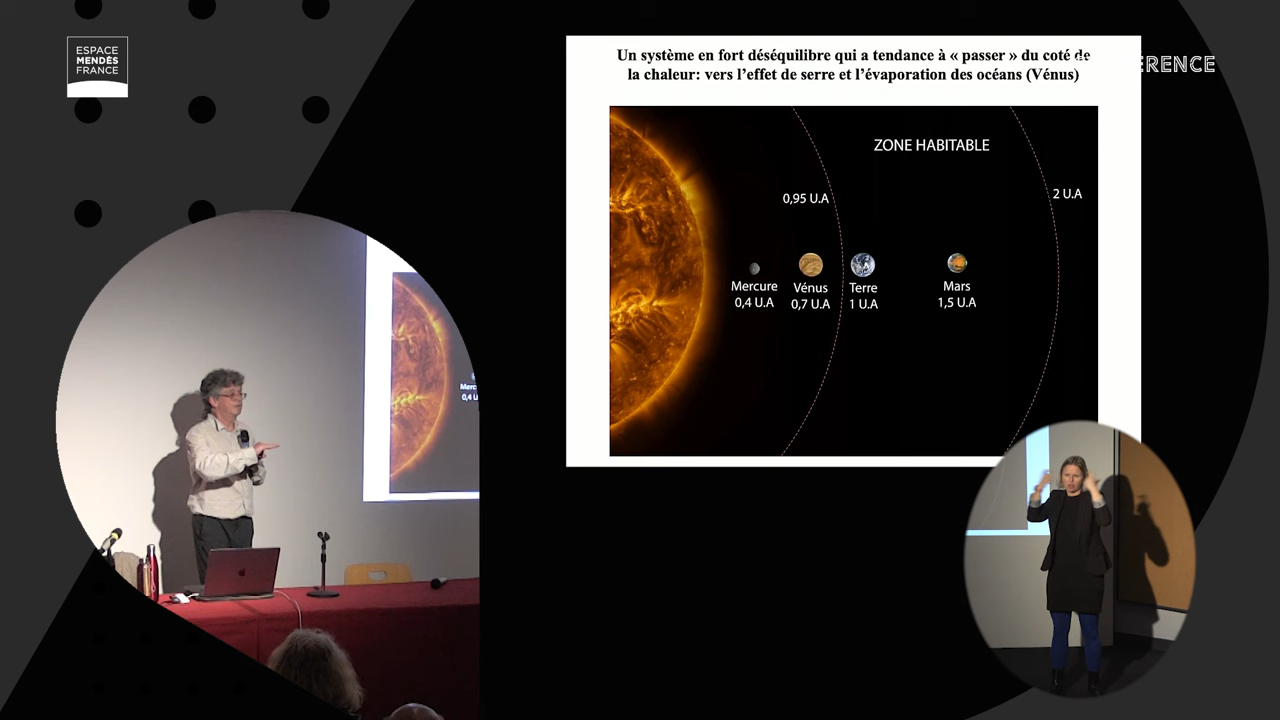 ESPACE
MENDÈS
FRANCE
Un système en fort déséquilibre qui a tendance à « passer » du coté de
la chaleur: vers l’effet de serre et l’évaporation des océans (Vénus)
ZONE HABITABLE
0,95 U.A
2 U.A
Mercure
0,4 U.A
Vénus
0,7 U.A
Terre
1 U.A
Mars
1,5 U.A